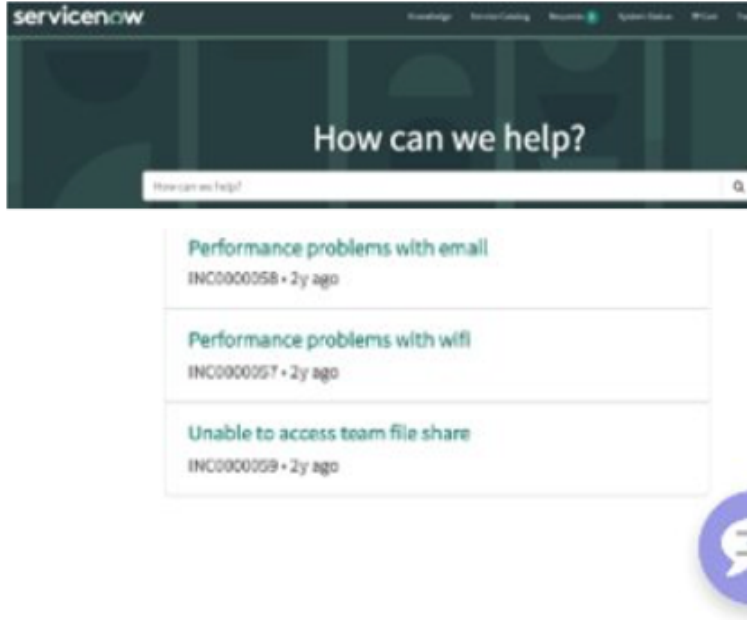 servicenow
Knowledge Service Catalog Requests System Status Cart
How can we help?
How can we help?
Performance problems with email
INC0000058 • 2y ago
Performance problems with wifi
INC0000057 • 2y ago
Unable to access team file share
INC0000059 • 2y ago